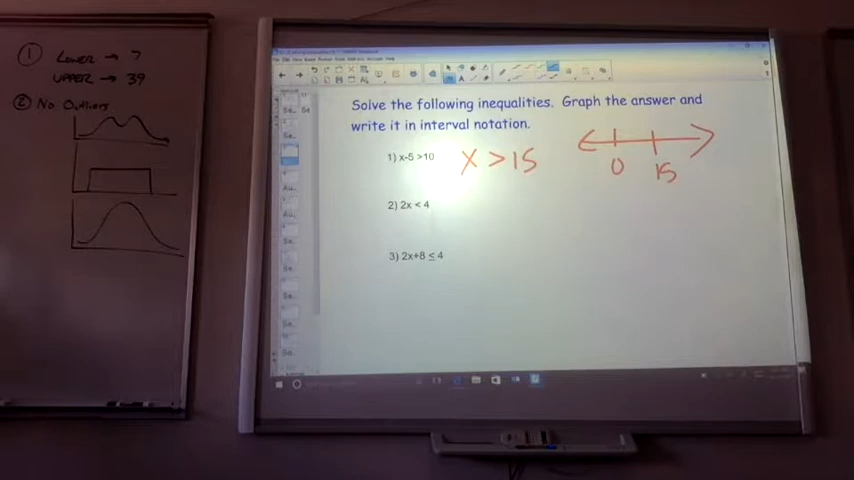 ① LOWER → 7
UPPER → 39
② No Outliers
Solve the following inequalities. Graph the answer and
write it in interval notation.
1) x-5 >10
X > 15
0 15
2) 2x < 4
3) 2x+8 ≤ 4